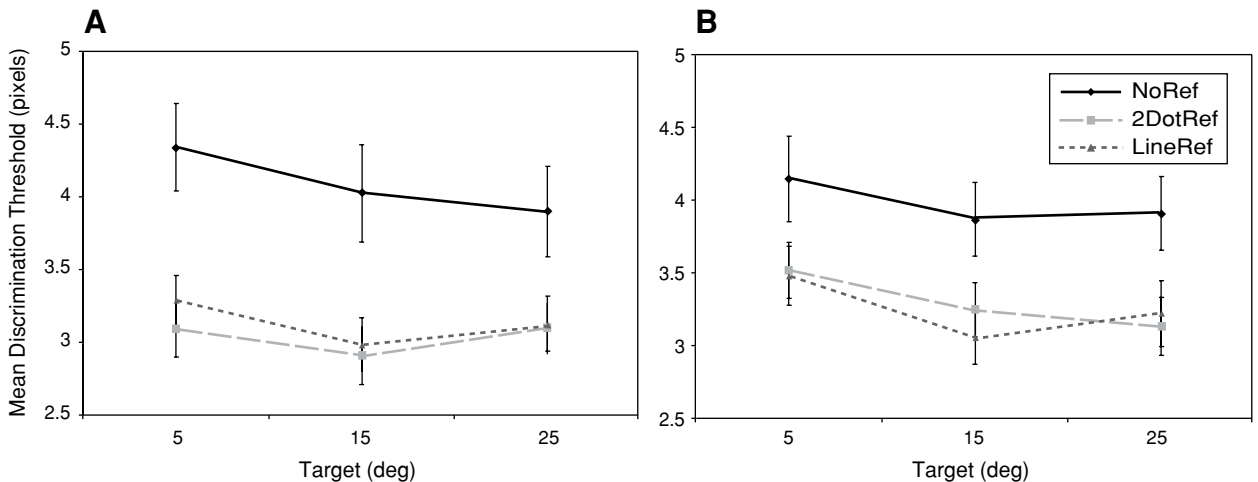 A
Mean Discrimination Threshold (pixels)
5
4.5
4
3.5
3
2.5
5 15 25
Target (deg)
B
5
4.5
4
3.5
3
2.5
5 15 25
Target (deg)
NoRef
2DotRef
LineRef